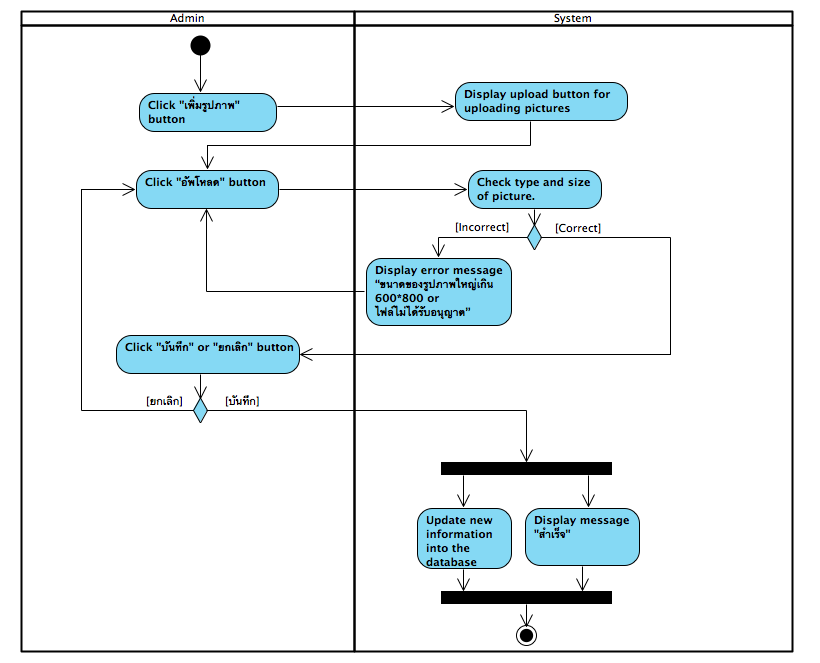 Admin
System
Click "เพิ่มรูปภาพ"
button
Display upload button for
uploading pictures
Click "อัพโหลด" button
Check type and size
of picture.
[Incorrect]
[Correct]
Display error message
“ขนาดของรูปภาพใหญ่เกิน
600*800 or
ไฟล์ไม่ได้รับอนุญาต”
Click "บันทึก" or "ยกเลิก" button
[ยกเลิก]
[บันทึก]
Update new
information
into the
database
Display message
"สำเร็จ"